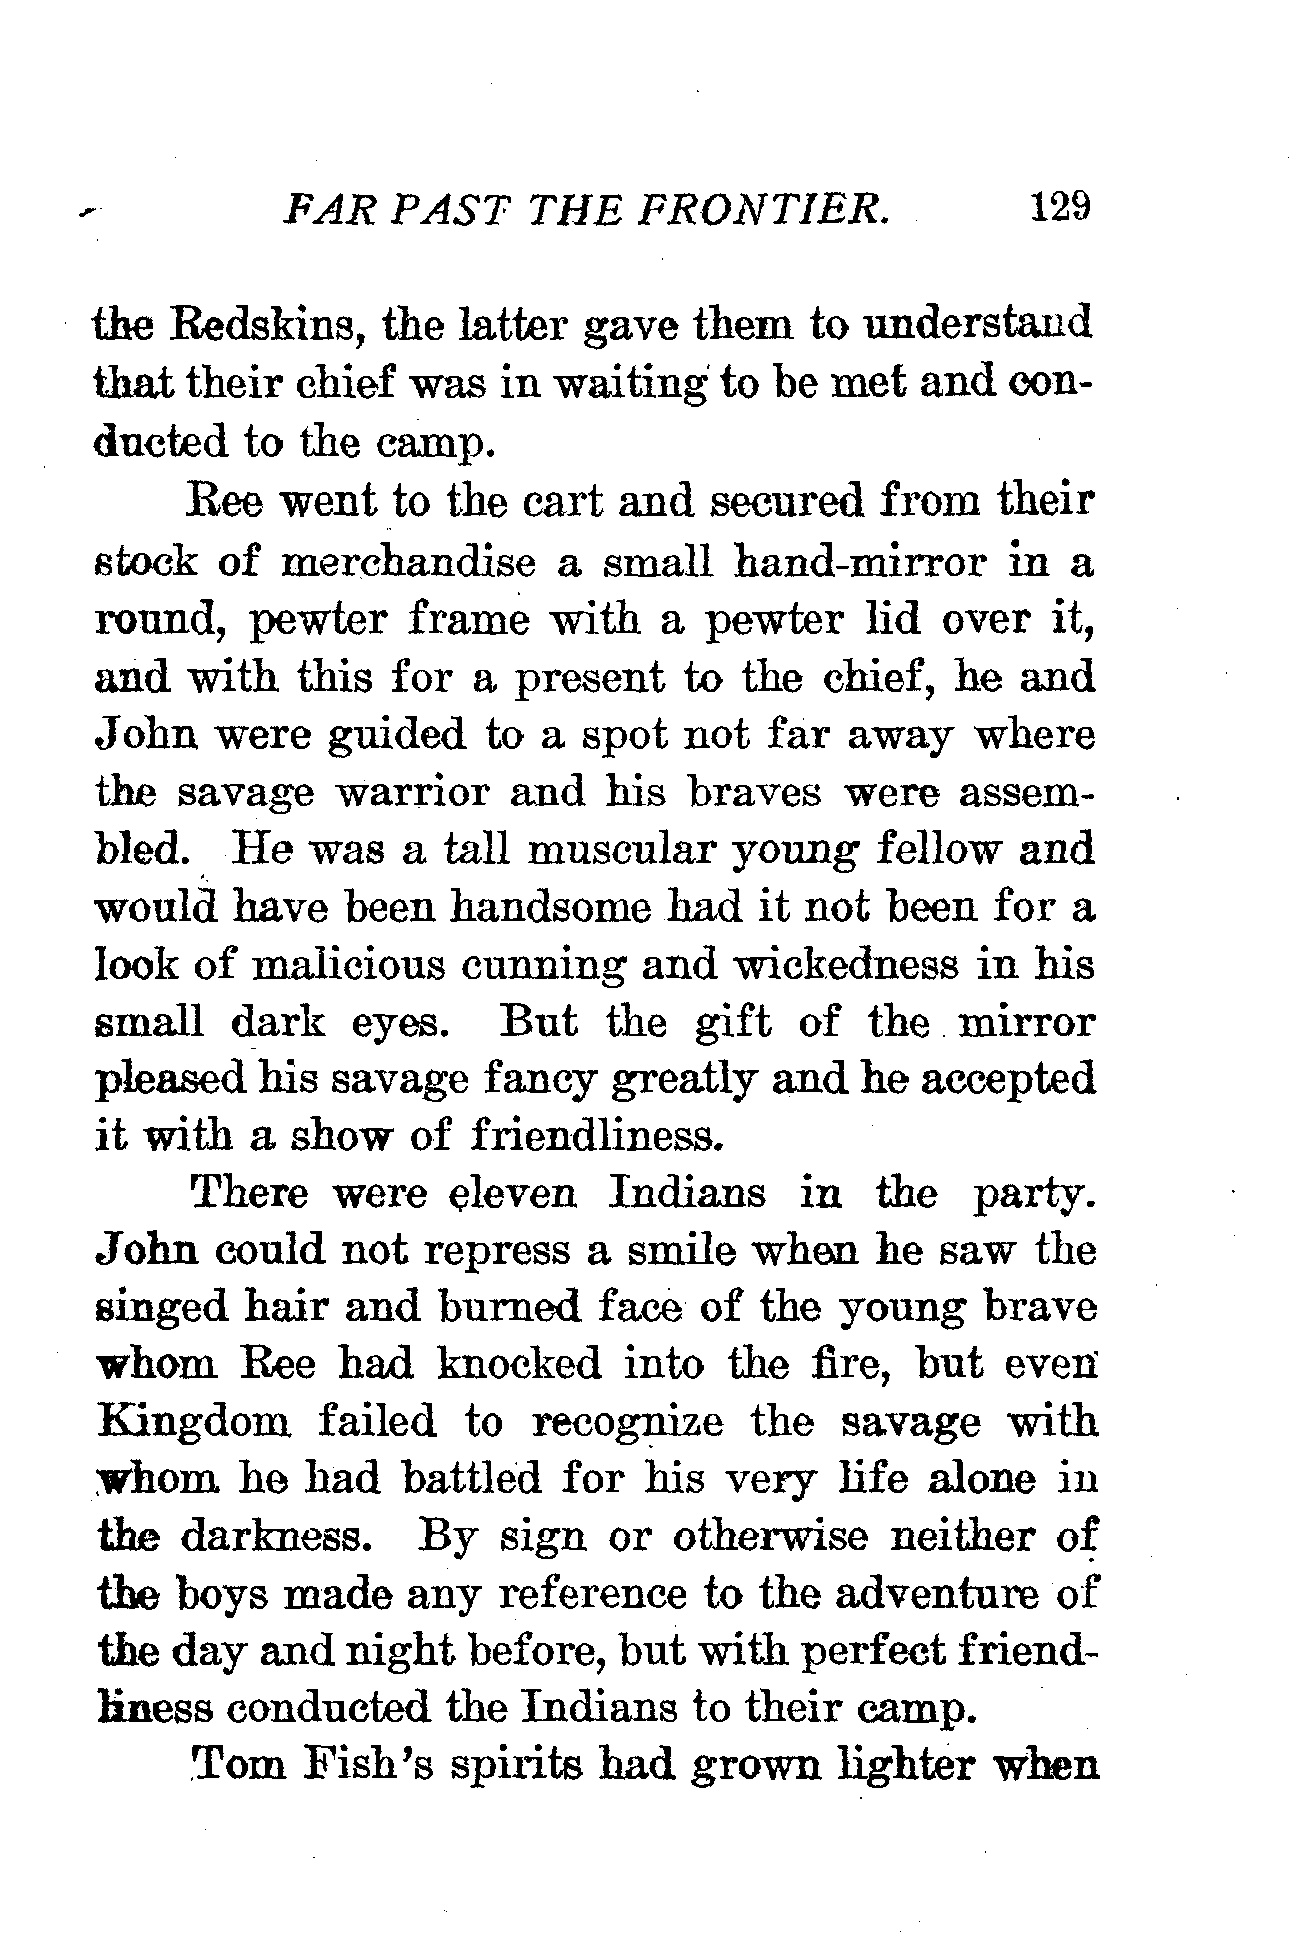 FAR PAST THE FRONTIER. 129
the Redskins, the latter gave them to understand
that their chief was in waiting to be met and con-
ducted to the camp.
Ree went to the cart and secured from their
stock of merchandise a small hand-mirror in a
round, pewter frame with a pewter lid over it,
and with this for a present to the chief, he and
John were guided to a spot not far away where
the savage warrior and his braves were assem-
bled. He was a tall muscular young fellow and
would have been handsome had it not been for a
look of malicious cunning and wickedness in his
small dark eyes. But the gift of the mirror
pleased his savage fancy greatly and he accepted
it with a show of friendliness.
There were eleven Indians in the party.
John could not repress a smile when he saw the
singed hair and burned face of the young brave
whom Ree had knocked into the fire, but even
Kingdom failed to recognize the savage with
whom he had battled for his very life alone in
the darkness. By sign or otherwise neither of
the boys made any reference to the adventure of
the day and night before, but with perfect friend-
liness conducted the Indians to their camp.
Tom Fish's spirits had grown lighter when